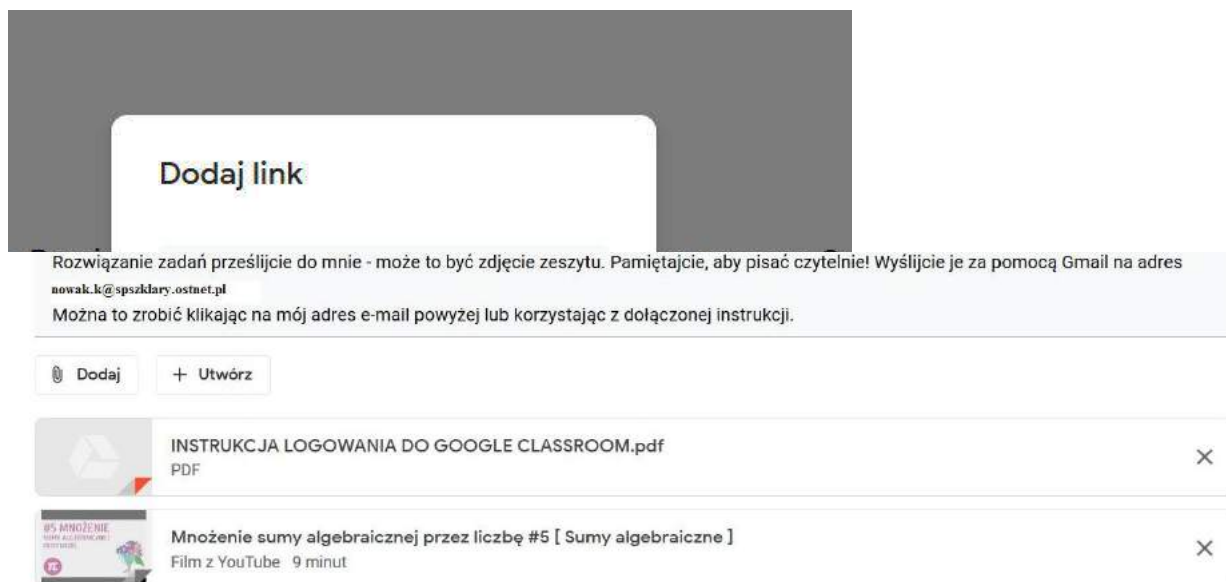 Dodaj link
Rozwiązanie zadań prześlijcie do mnie - może to być zdjęcie zeszytu. Pamiętajcie, aby pisać czytelnie! Wyślijcie je za pomocą Gmail na adres
nowak.k@spszklary.ostnet.pl
Można to zrobić klikając na mój adres e-mail powyżej lub korzystając z dołączonej instrukcji.
Dodaj
+ Utwórz
INSTRUKCJA LOGOWANIA DO GOOGLE CLASSROOM.pdf
PDF
#5 MNOŻENIE
Mnożenie sumy algebraicznej przez liczbę #5 [ Sumy algebraiczne ]
Film z YouTube 9 minut